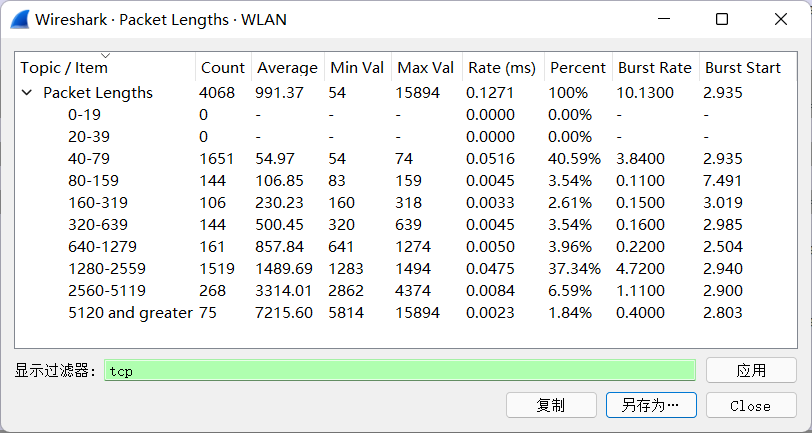 Wireshark · Packet Lengths · WLAN
Topic / Item Count Average Min Val Max Val Rate (ms) Percent Burst Rate Burst Start
Packet Lengths 4068 991.37 54 15894 0.1271 100% 10.1300 2.935
0-19 0 - - - 0.0000 0.00% - -
20-39 0 - - - 0.0000 0.00% - -
40-79 1651 54.97 54 74 0.0516 40.59% 3.8400 2.935
80-159 144 106.85 83 159 0.0045 3.54% 0.1100 7.491
160-319 106 230.23 160 318 0.0033 2.61% 0.1500 3.019
320-639 144 500.45 320 639 0.0045 3.54% 0.1600 2.985
640-1279 161 857.84 641 1274 0.0050 3.96% 0.2200 2.504
1280-2559 1519 1489.69 1283 1494 0.0475 37.34% 4.7200 2.940
2560-5119 268 3314.01 2862 4374 0.0084 6.59% 1.1100 2.900
5120 and greater 75 7215.60 5814 15894 0.0023 1.84% 0.4000 2.803
显示过滤器: tcp 应用
复制 另存为… Close